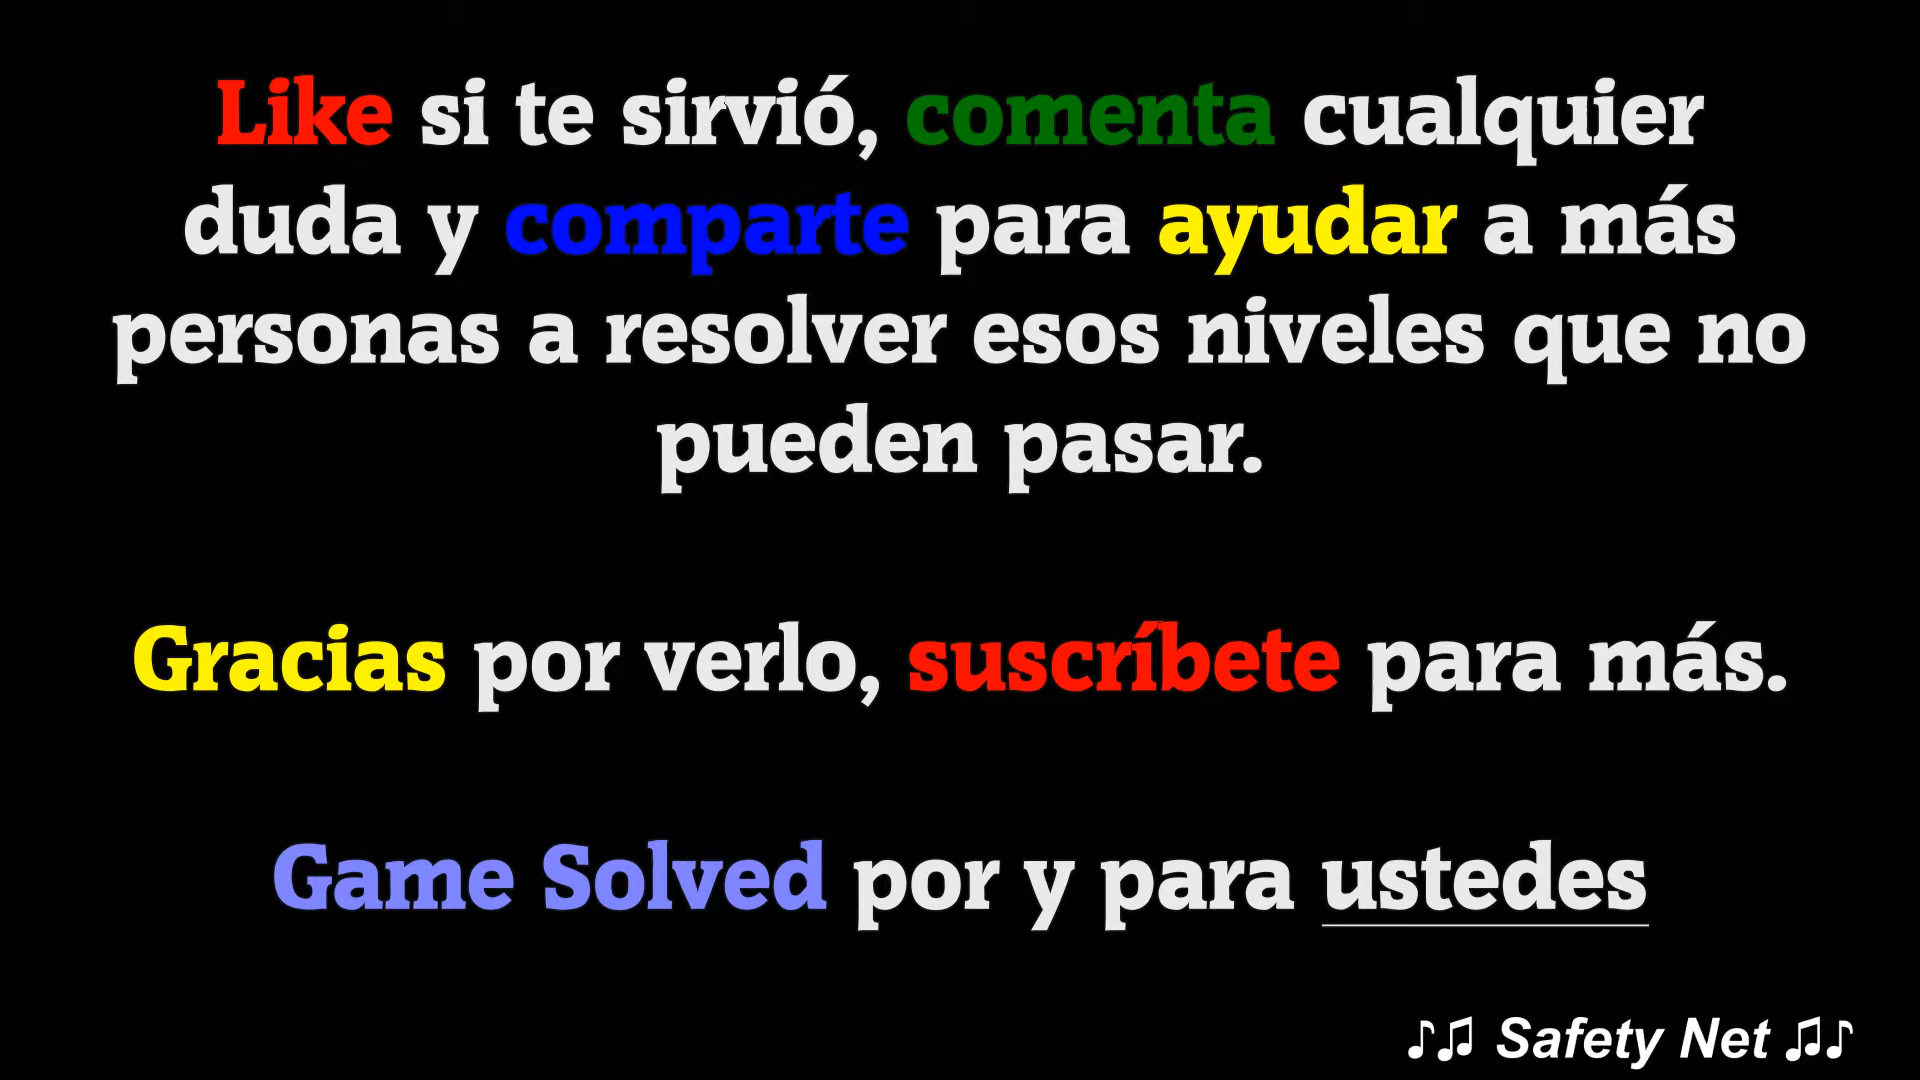 Like si te sirvió, comenta cualquier
duda y comparte para ayudar a más
personas a resolver esos niveles que no
pueden pasar.
Gracias por verlo, suscríbete para más.
Game Solved por y para ustedes
♪♫ Safety Net ♫♪